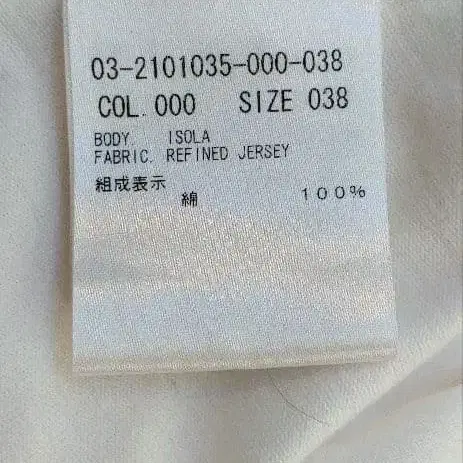 03-2101035-000-038
COL. 000 SIZE 038
BODY. ISOLA
FABRIC. REFINED JERSEY
組成表示
綿 100%